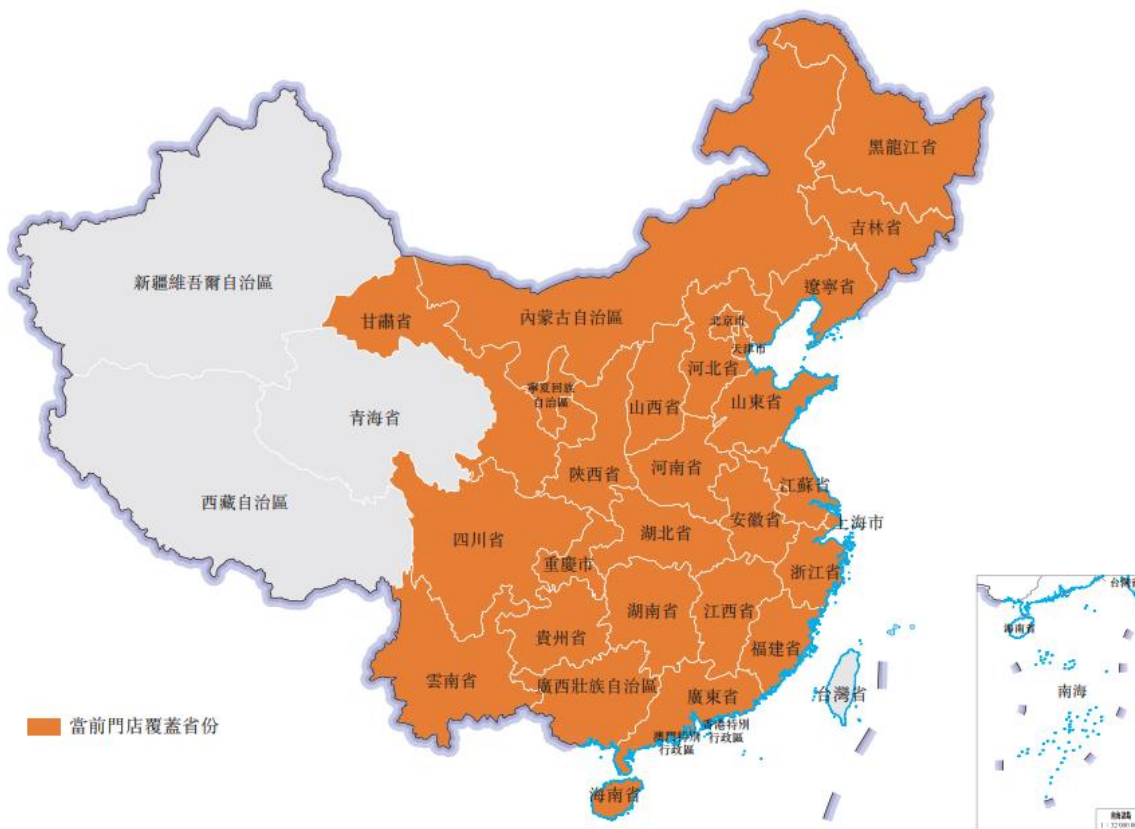 黑龍江省
吉林省
遼寧省
新疆維吾爾自治區
甘肅省
內蒙古自治區
北京市
天津市
河北省
寧夏回族
自治區
山西省
山東省
青海省
陝西省
河南省
江蘇省
西藏自治區
安徽省
上海市
四川省
湖北省
重慶市
浙江省
湖南省
江西省
貴州省
福建省
雲南省
廣西壯族自治區
廣東省
台灣省
香港特別
行政區
澳門特別
行政區
海南省
當前門店覆蓋省份
台灣
海南省
南海